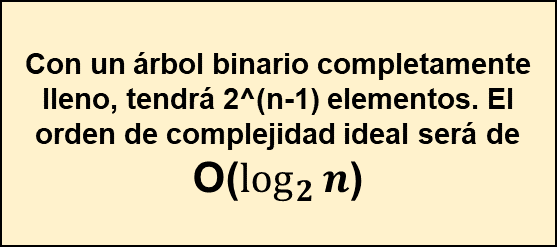 Con un árbol binario completamente
lleno, tendrá 2^(n-1) elementos. El
orden de complejidad ideal será de
O(log₂ n)